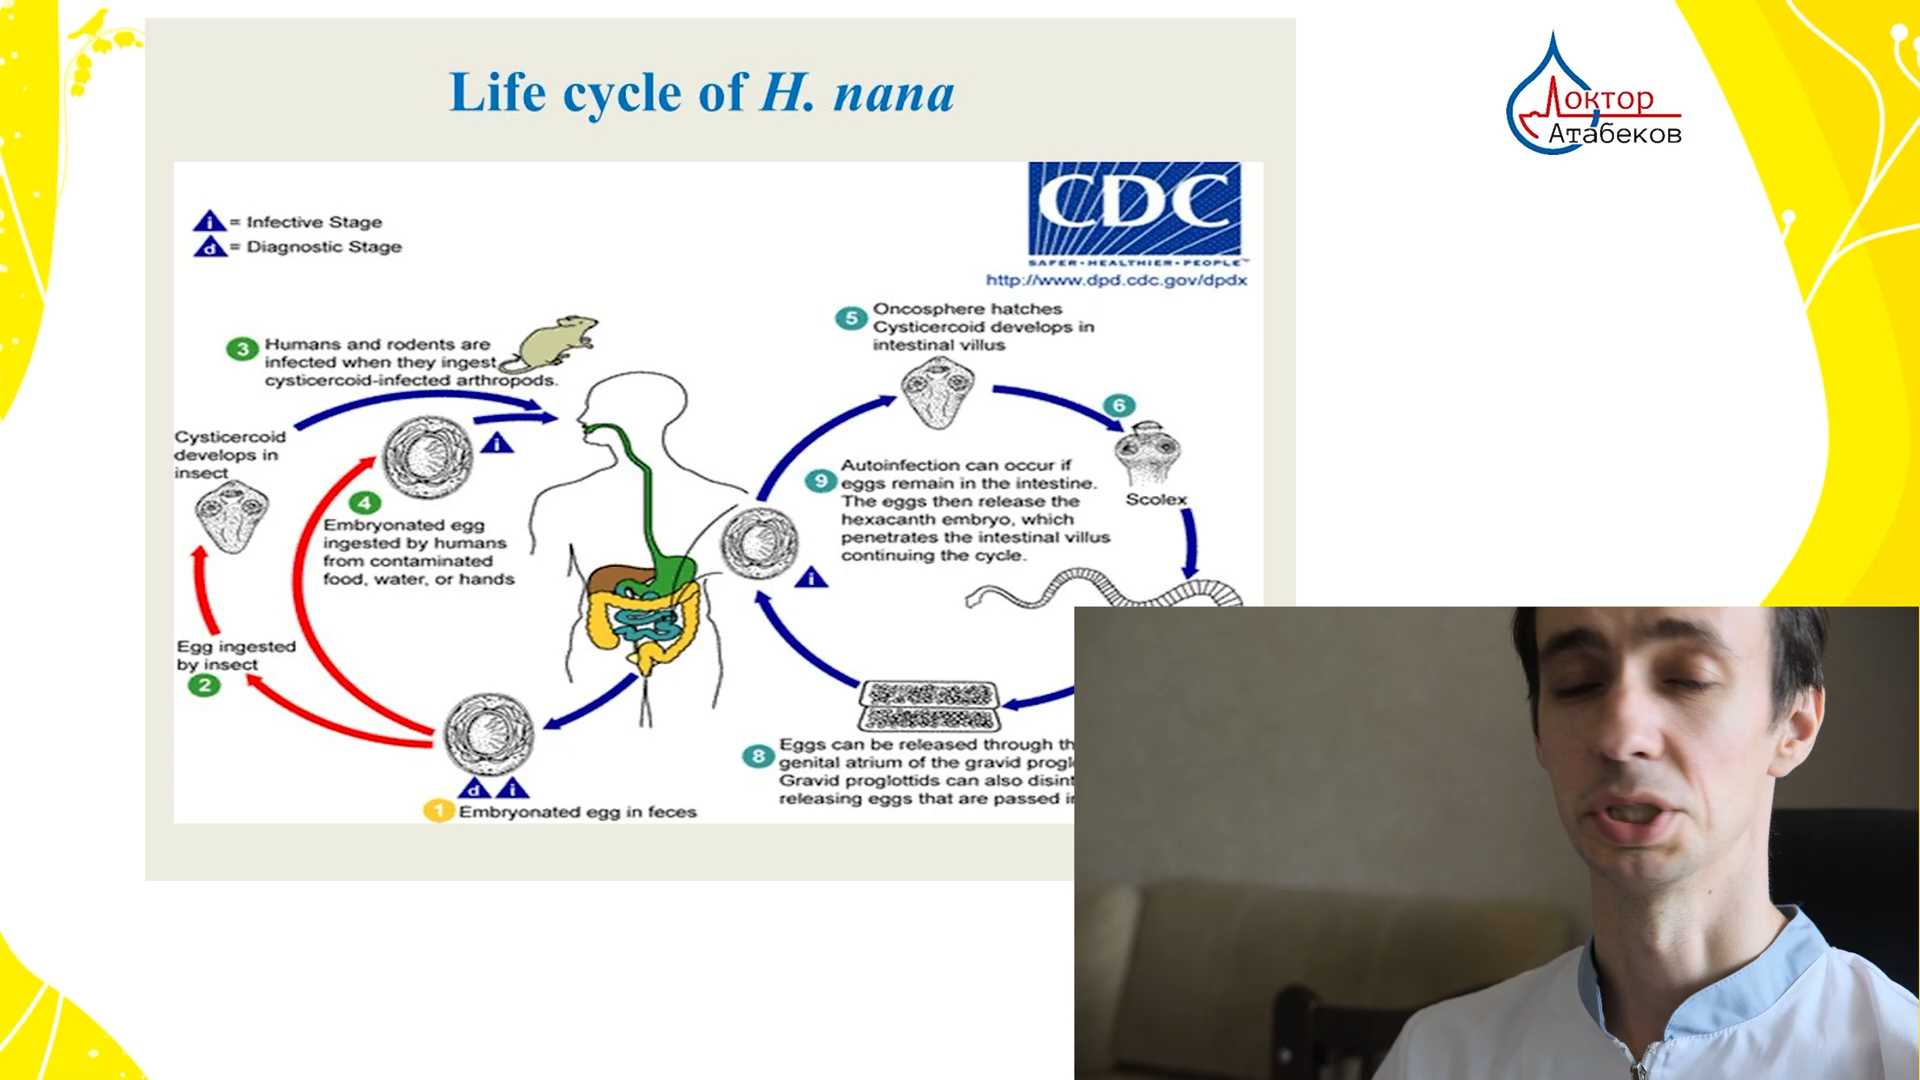 Life cycle of H. nana
Доктор
Атабеков
i = Infective Stage
d = Diagnostic Stage
CDC
SAFER·HEALTHIER·PEOPLE™
http://www.dpd.cdc.gov/dpdx
3 Humans and rodents are
infected when they ingest
cysticercoid-infected arthropods.
5 Oncosphere hatches
Cysticercoid develops in
intestinal villus
6
Scolex
Cysticercoid
develops in
insect
i
4
Embryonated egg
ingested by humans
from contaminated
food, water, or hands
9 Autoinfection can occur if
eggs remain in the intestine.
The eggs then release the
hexacanth embryo, which
penetrates the intestinal villus
continuing the cycle.
i
Egg ingested
by insect
2
d i
1 Embryonated egg in feces
8 Eggs can be released through
genital atrium of the gravid
Gravid proglottids can also
releasing eggs that are passed